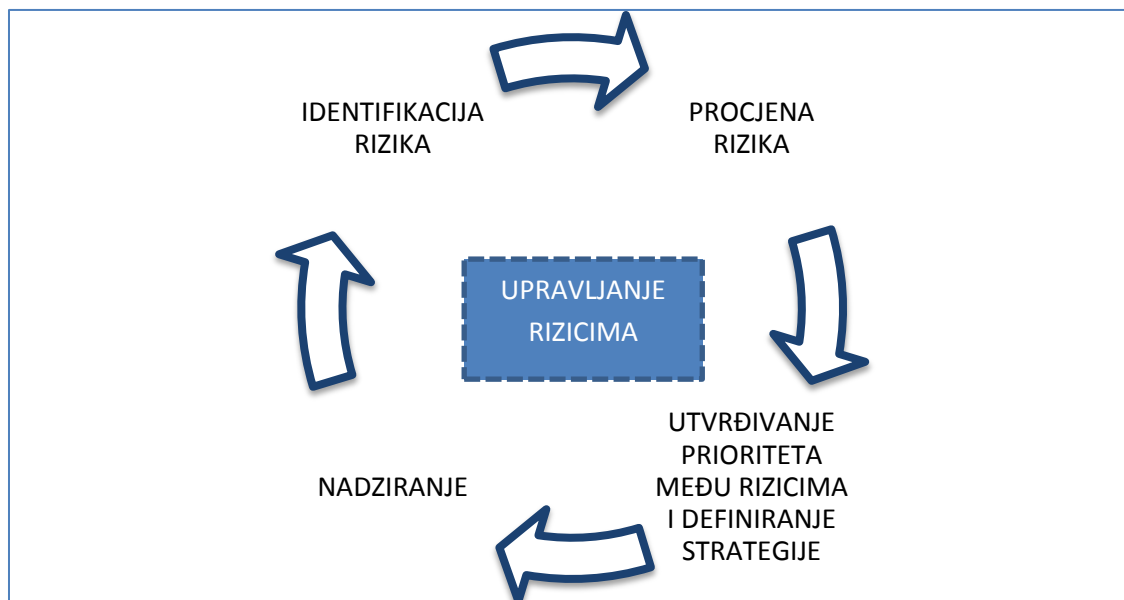 IDENTIFIKACIJA
RIZIKA
PROCJENA
RIZIKA
UPRAVLJANJE
RIZICIMA
UTVRĐIVANJE
PRIORITETA
MEĐU RIZICIMA
I DEFINIRANJE
STRATEGIJE
NADZIRANJE